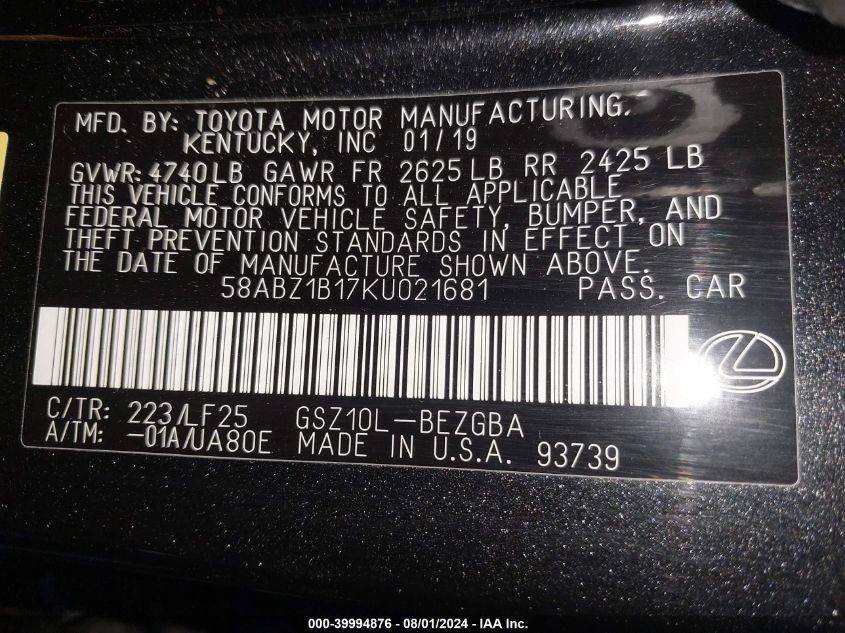 MFD. BY: TOYOTA MOTOR MANUFACTURING,
KENTUCKY, INC 01/19
GVWR: 4740LB GAWR FR 2625 LB RR 2425 LB
THIS VEHICLE CONFORMS TO ALL APPLICABLE
FEDERAL MOTOR VEHICLE SAFETY, BUMPER, AND
THEFT PREVENTION STANDARDS IN EFFECT ON
THE DATE OF MANUFACTURE SHOWN ABOVE.
58ABZ1B17KU021681 PASS. CAR
C/TR: 223/LF25 GSZ10L-BEZGBA
A/TM: -01A/UA80E MADE IN U.S.A. 93739
000-39994876 - 08/01/2024 - IAA Inc.